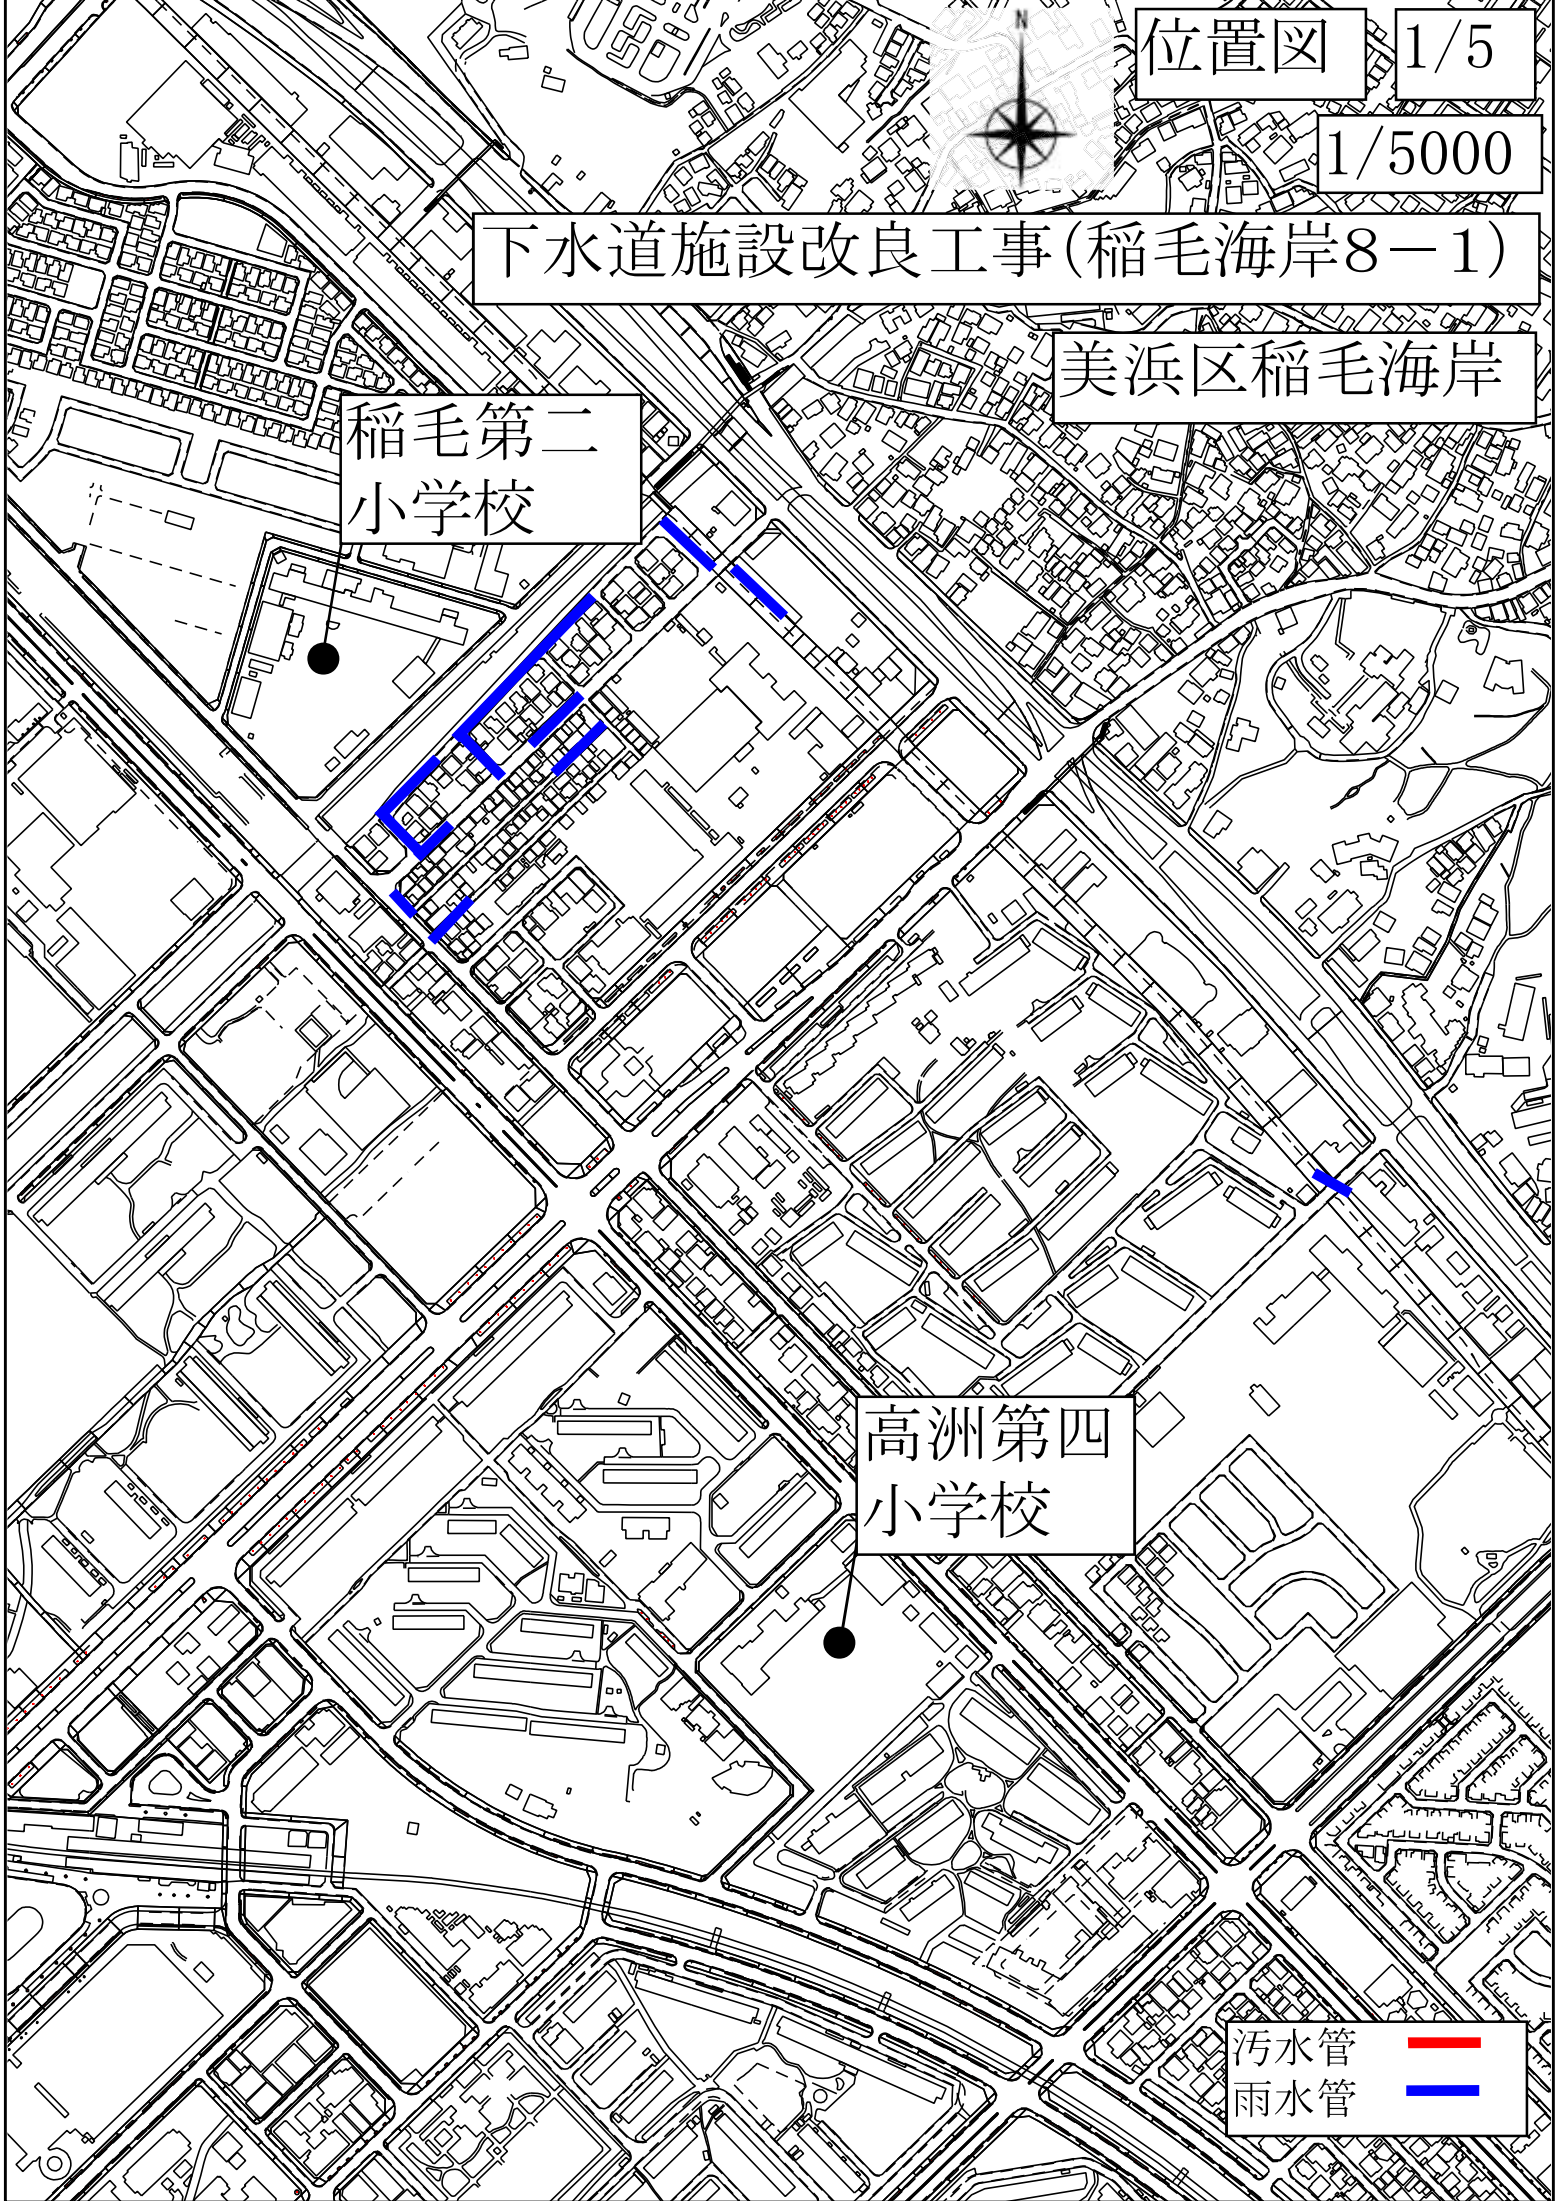 N
位置図
1/5
1/5000
下水道施設改良工事(稲毛海岸8-1)
美浜区稲毛海岸
稲毛第二
小学校
高洲第四
小学校
汚水管
雨水管